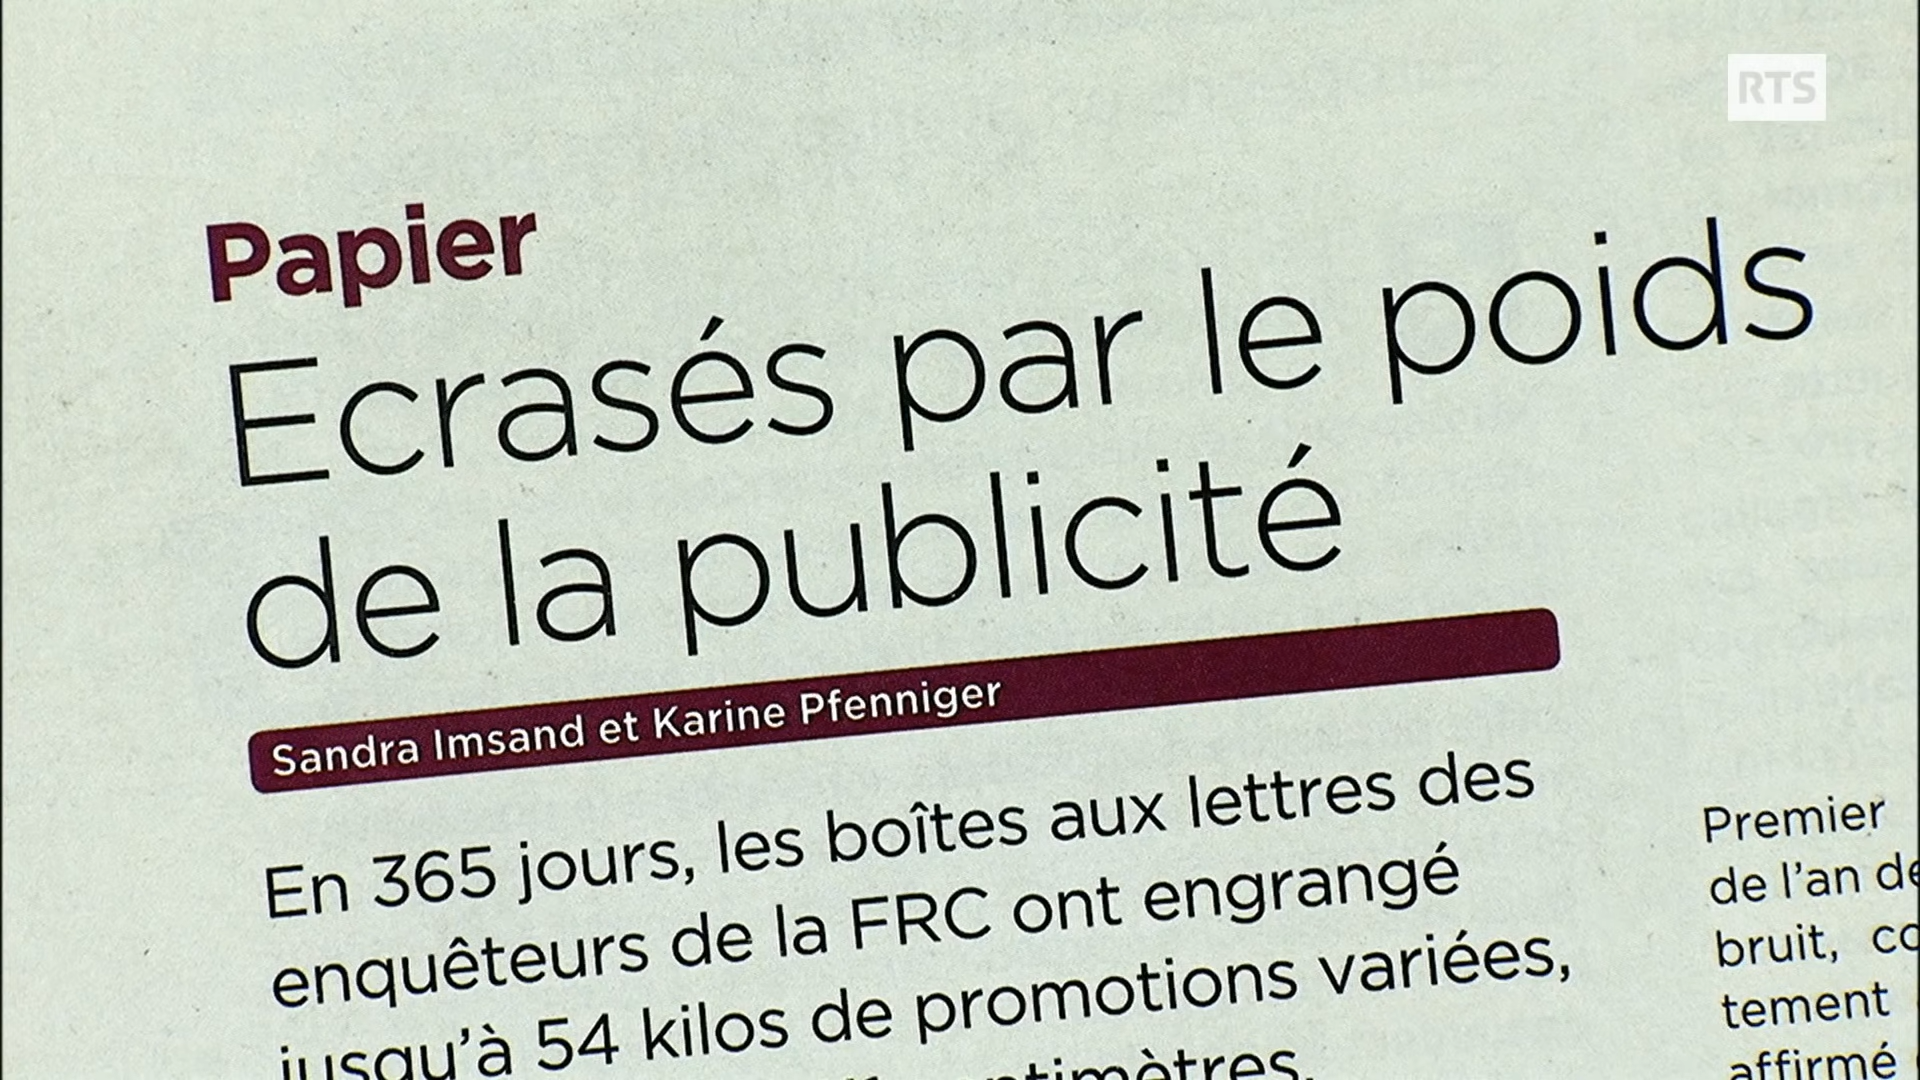 RTS
Papier
Ecrasés par le poids
de la publicité
Sandra Imsand et Karine Pfenniger
En 365 jours, les boîtes aux lettres des
enquêteurs de la FRC ont engrangé
jusqu'à 54 kilos de promotions variées,
Premier
de l'an
bruit,
tement
affirmé